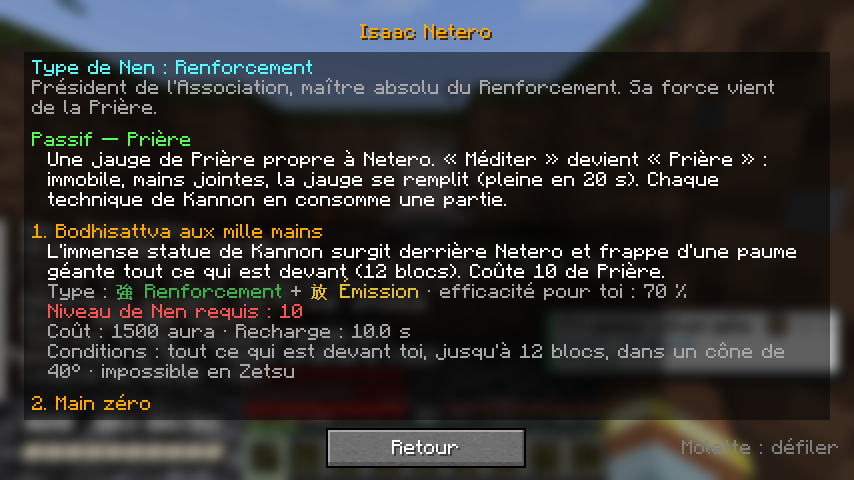 Isaac Netero
Type de Nen : Renforcement
Président de l'Association, maître absolu du Renforcement. Sa force vient
de la Prière.
Passif — Prière
Une jauge de Prière propre à Netero. « Méditer » devient « Prière » :
immobile, mains jointes, la jauge se remplit (pleine en 20 s). Chaque
technique de Kannon en consomme une partie.
1. Bodhisattva aux mille mains
L'immense statue de Kannon surgit derrière Netero et frappe d'une paume
géante tout ce qui est devant (12 blocs). Coûte 10 de Prière.
Type : 強 Renforcement + 放 Émission · efficacité pour toi : 70 %
Niveau de Nen requis : 10
Coût : 1500 aura · Recharge : 10.0 s
Conditions : tout ce qui est devant toi, jusqu'à 12 blocs, dans un cône de
40° · impossible en Zetsu
2. Main zéro
Retour
Molette : défiler